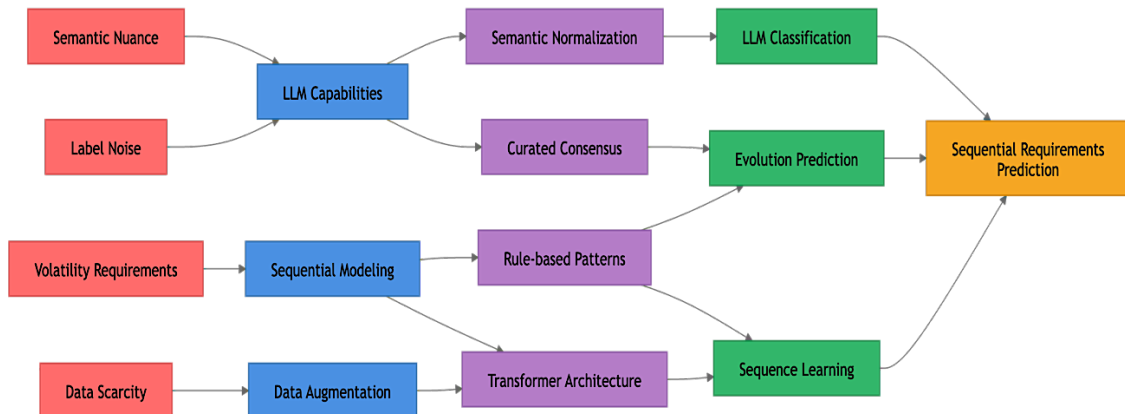 Semantic Nuance
Semantic Normalization
LLM Classification
LLM Capabilities
Label Noise
Curated Consensus
Evolution Prediction
Sequential Requirements
Prediction
Volatility Requirements
Sequential Modeling
Rule-based Patterns
Data Scarcity
Data Augmentation
Transformer Architecture
Sequence Learning